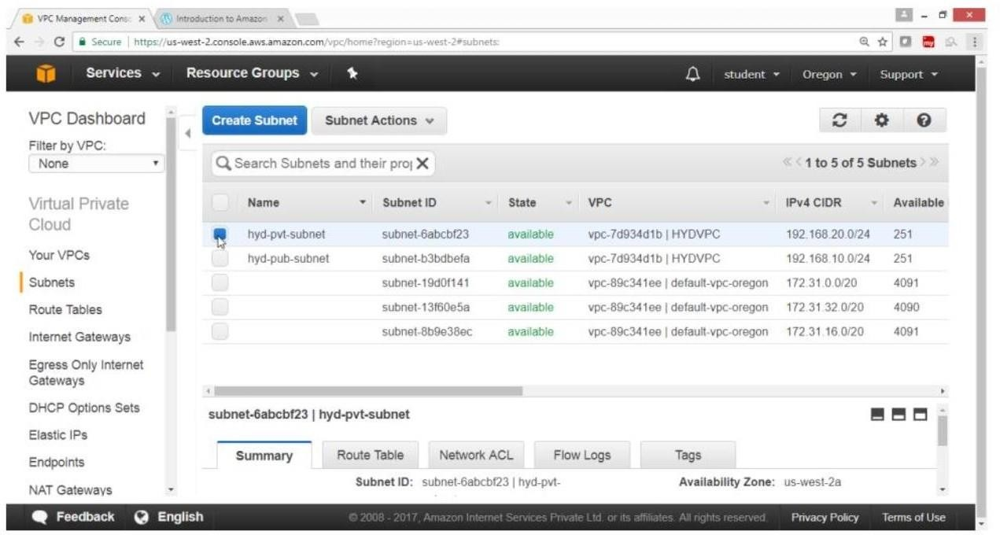 VPC Management Cons
Introduction to Amazon
Secure
https://us-west-2.console.aws.amazon.com/vpc/home?region=us-west-2#subnets:
my
Services
Resource Groups
student
Oregon
Support
VPC Dashboard
Filter by VPC:
None
Virtual Private
Cloud
Your VPCs
Subnets
Route Tables
Internet Gateways
Egress Only Internet
Gateways
DHCP Options Sets
Elastic IPs
Endpoints
NAT Gateways
Create Subnet
Subnet Actions
Search Subnets and their pro
1 to 5 of 5 Subnets
Name Subnet ID State VPC IPv4 CIDR Available
hyd-pvt-subnet subnet-6abcbf23 available vpc-7d934d1b | HYDVPC 192.168.20.0/24 251
hyd-pub-subnet subnet-b3bdbefa available vpc-7d934d1b | HYDVPC 192.168.10.0/24 251
subnet-19d0f141 available vpc-89c341ee | default-vpc-oregon 172.31.0.0/20 4091
subnet-13f60e5a available vpc-89c341ee | default-vpc-oregon 172.31.32.0/20 4090
subnet-8b9e38ec available vpc-89c341ee | default-vpc-oregon 172.31.16.0/20 4091
subnet-6abcbf23 | hyd-pvt-subnet
Summary Route Table Network ACL Flow Logs Tags
Subnet ID: subnet-6abcbf23 | hyd-pvt- Availability Zone: us-west-2a
Feedback English © 2008 - 2017, Amazon Internet Services Private Ltd. or its affiliates. All rights reserved. Privacy Policy Terms of Use